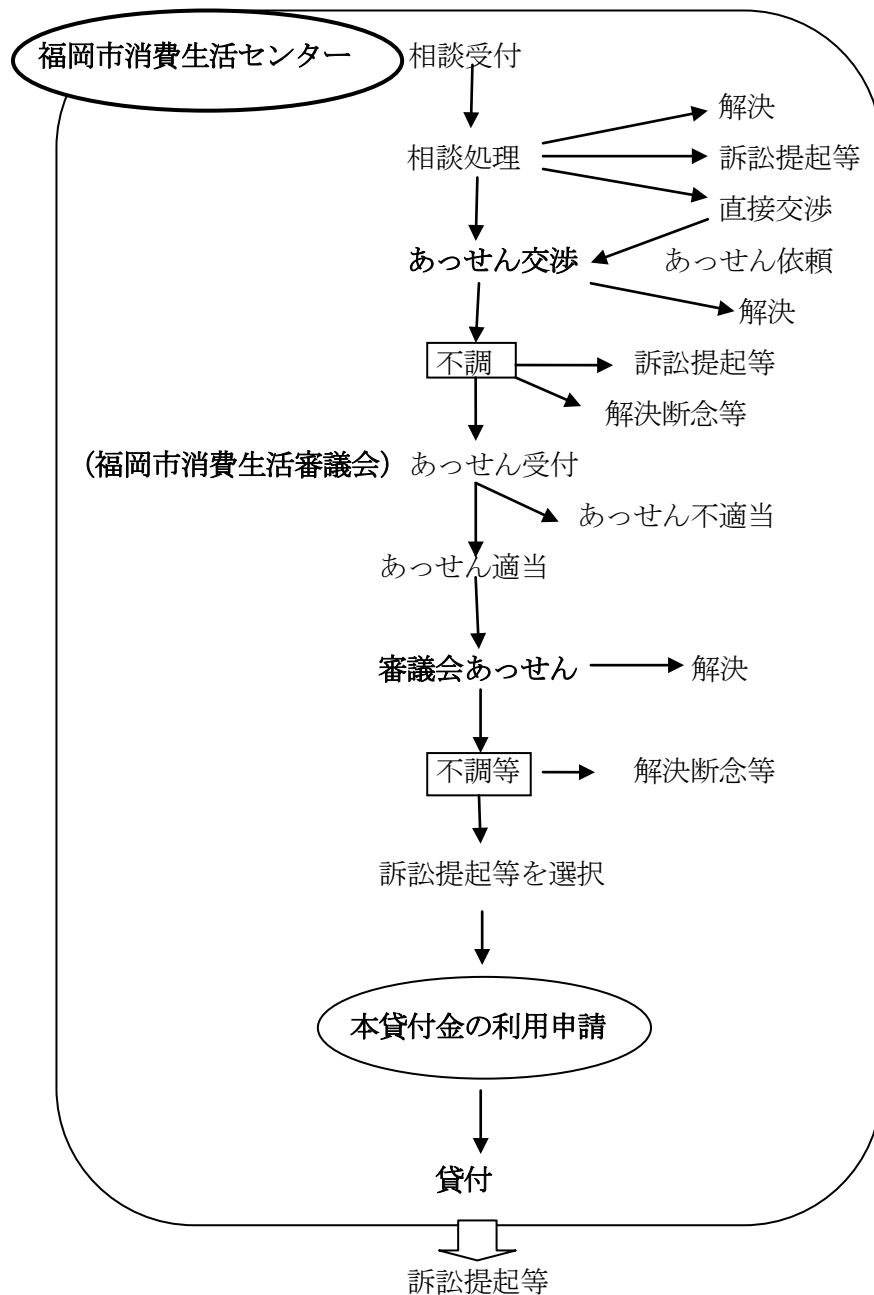 福岡市消費生活センター
相談受付
解決
相談処理
訴訟提起等
直接交渉
あっせん交渉
あっせん依頼
解決
不調
訴訟提起等
解決断念等
（福岡市消費生活審議会）あっせん受付
あっせん不適当
あっせん適当
審議会あっせん
解決
不調等
解決断念等
訴訟提起等を選択
本貸付金の利用申請
貸付
訴訟提起等